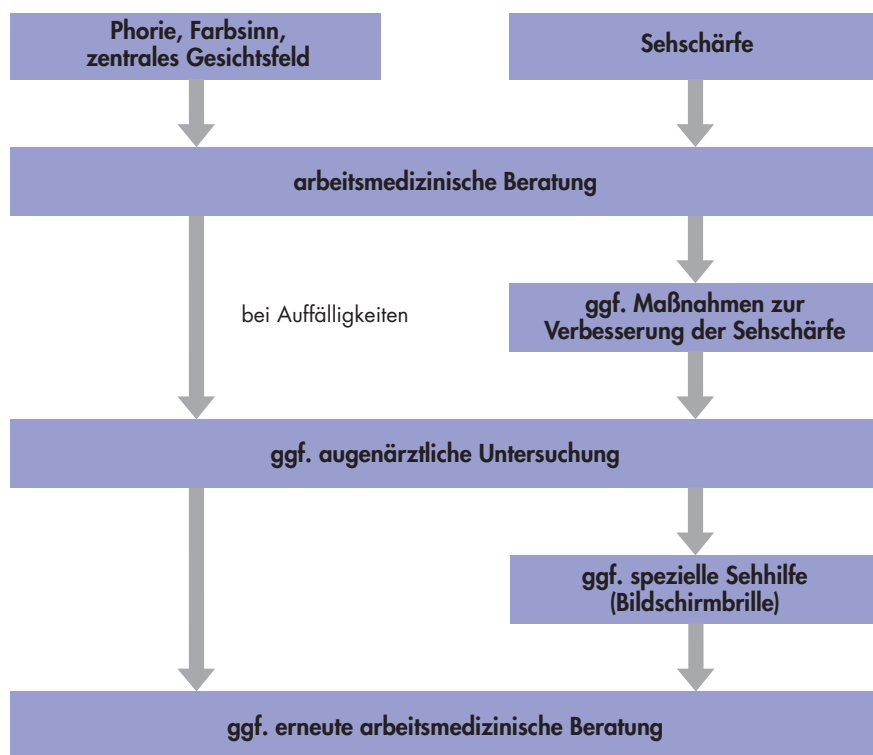 Phorie, Farbsinn,
zentrales Gesichtsfeld
Sehschärfe
arbeitsmedizinische Beratung
bei Auffälligkeiten
ggf. Maßnahmen zur
Verbesserung der Sehschärfe
ggf. augenärztliche Untersuchung
ggf. spezielle Sehhilfe
(Bildschirmbrille)
ggf. erneute arbeitsmedizinische Beratung